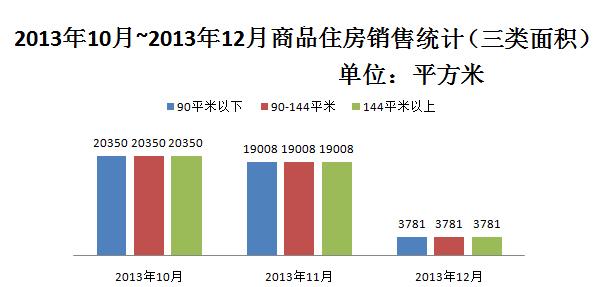 2013年10月~2013年12月商品住房销售统计（三类面积）
单位：平方米
90平米以下 90-144平米 144平米以上
20350 20350 20350
19008 19008 19008
3781 3781 3781
2013年10月 2013年11月 2013年12月